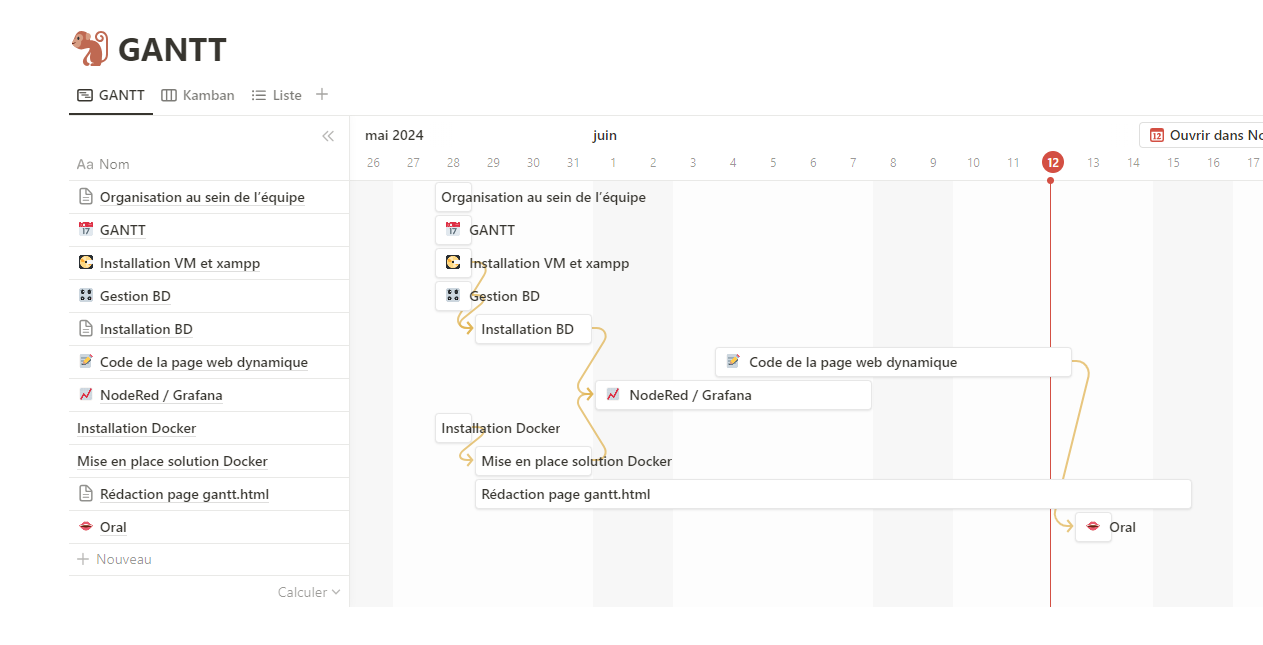 GANTT
GANTT Kamban Liste
mai 2024 juin Ouvrir dans No
Aa Nom 26 27 28 29 30 31 1 2 3 4 5 6 7 8 9 10 11 12 13 14 15 16 17
Organisation au sein de l'équipe Organisation au sein de l'équipe
GANTT GANTT
Installation VM et xampp Installation VM et xampp
Gestion BD Gestion BD
Installation BD Installation BD
Code de la page web dynamique Code de la page web dynamique
NodeRed / Grafana NodeRed / Grafana
Installation Docker Installation Docker
Mise en place solution Docker Mise en place solution Docker
Rédaction page gantt.html Rédaction page gantt.html
Oral Oral
Nouveau
Calculer